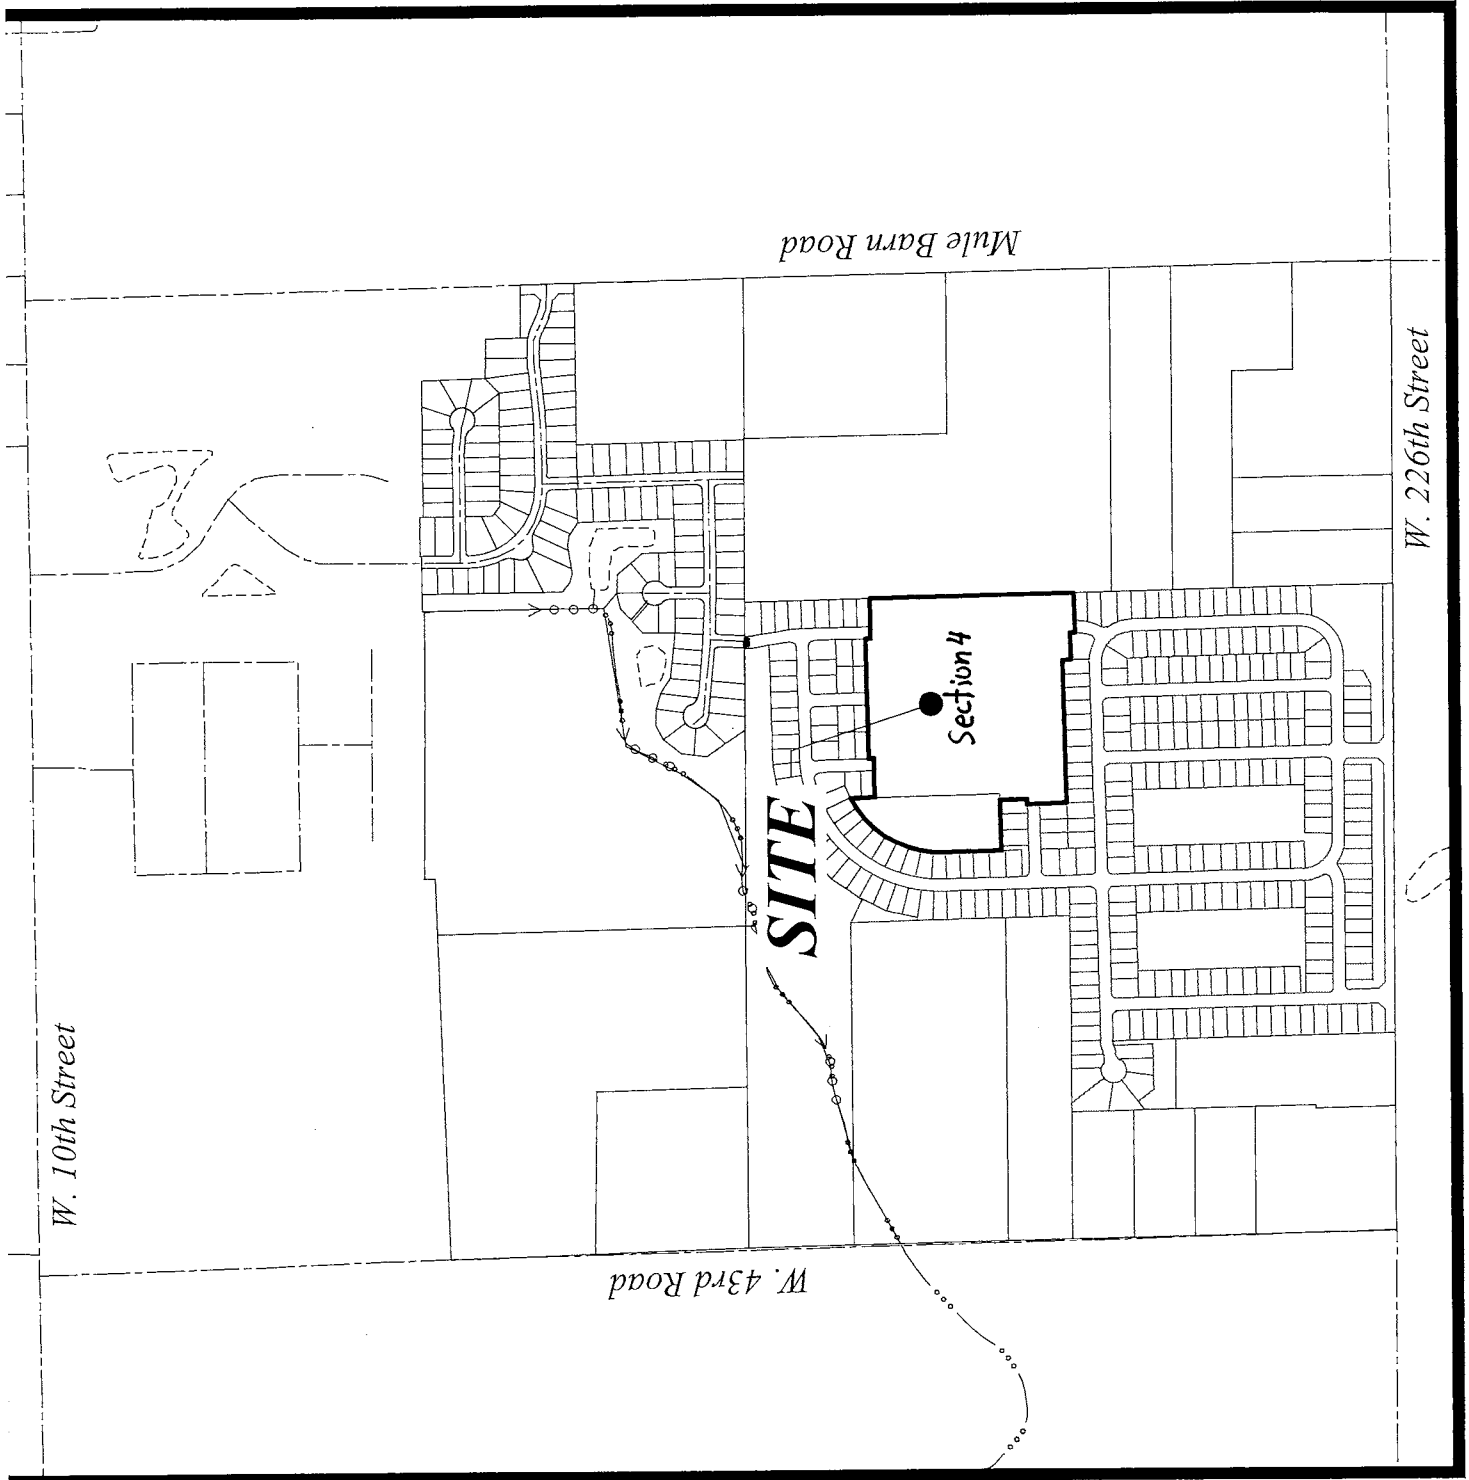 Mule Barn Road
W. 226th Street
Section 4
SITE
W. 10th Street
W. 43rd Road